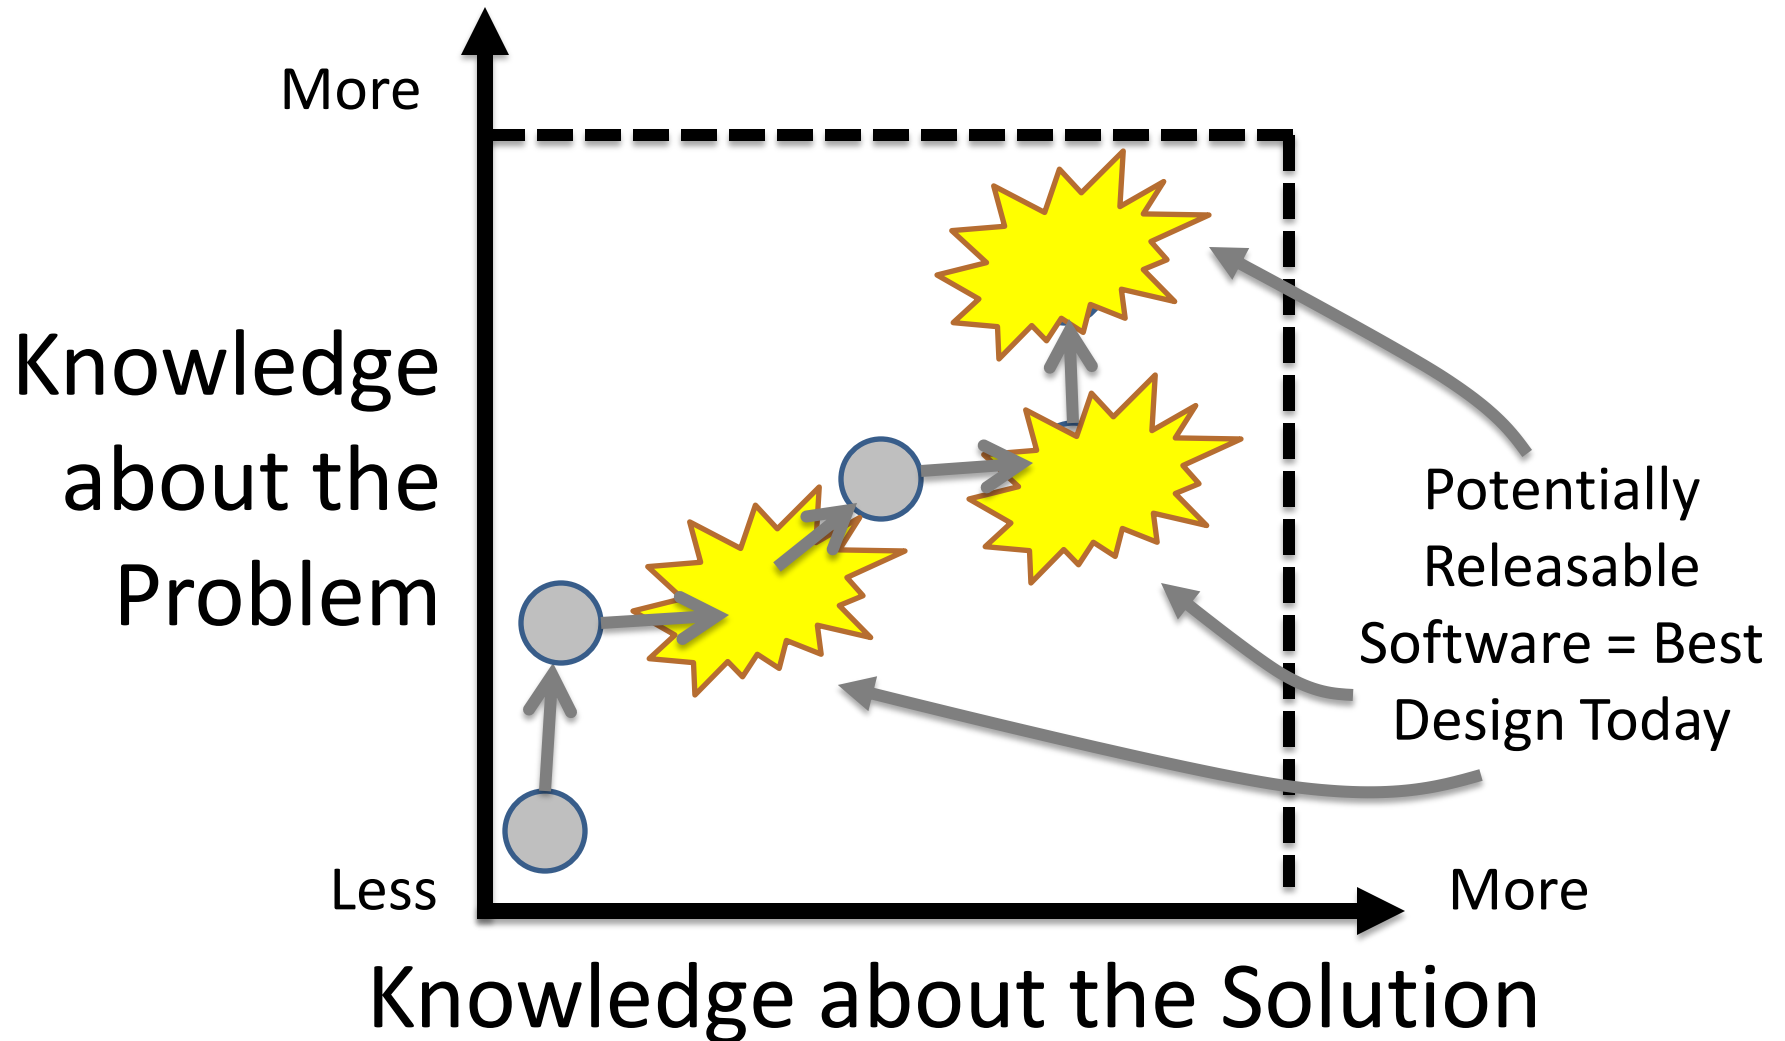 More
Knowledge
about the
Problem
Less
Potentially
Releasable
Software = Best
Design Today
More
Knowledge about the Solution